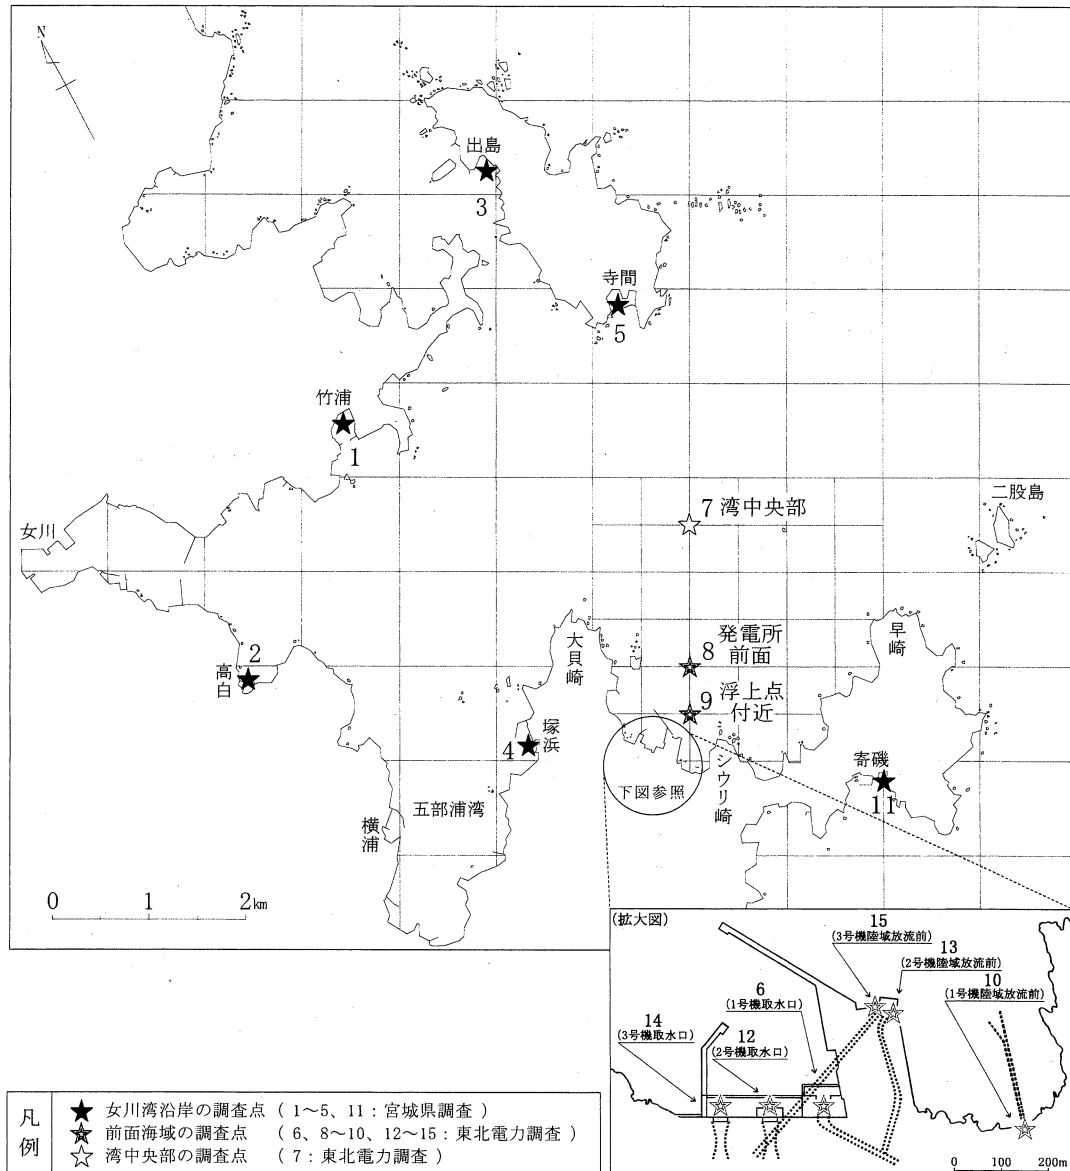 N
出島
3
寺間
5
竹浦
1
女川
7 湾中央部
二股島
2
高白
大貝崎
8 発電所
前面
早崎
9 浮上点
付近
4
塚浜
シウリ崎
寄磯
11
下図参照
五部浦湾
横浦
0 1 2km
(拡大図)
15
(3号機陸域放流前)
13
(2号機陸域放流前)
10
(1号機陸域放流前)
6
(1号機取水口)
14
(3号機取水口)
12
(2号機取水口)
0 100 200m
凡例
★ 女川湾沿岸の調査点 ( 1~5、11 : 宮城県調査 )
前面海域の調査点 ( 6、8~10、12~15 : 東北電力調査 )
☆ 湾中央部の調査点 ( 7 : 東北電力調査 )